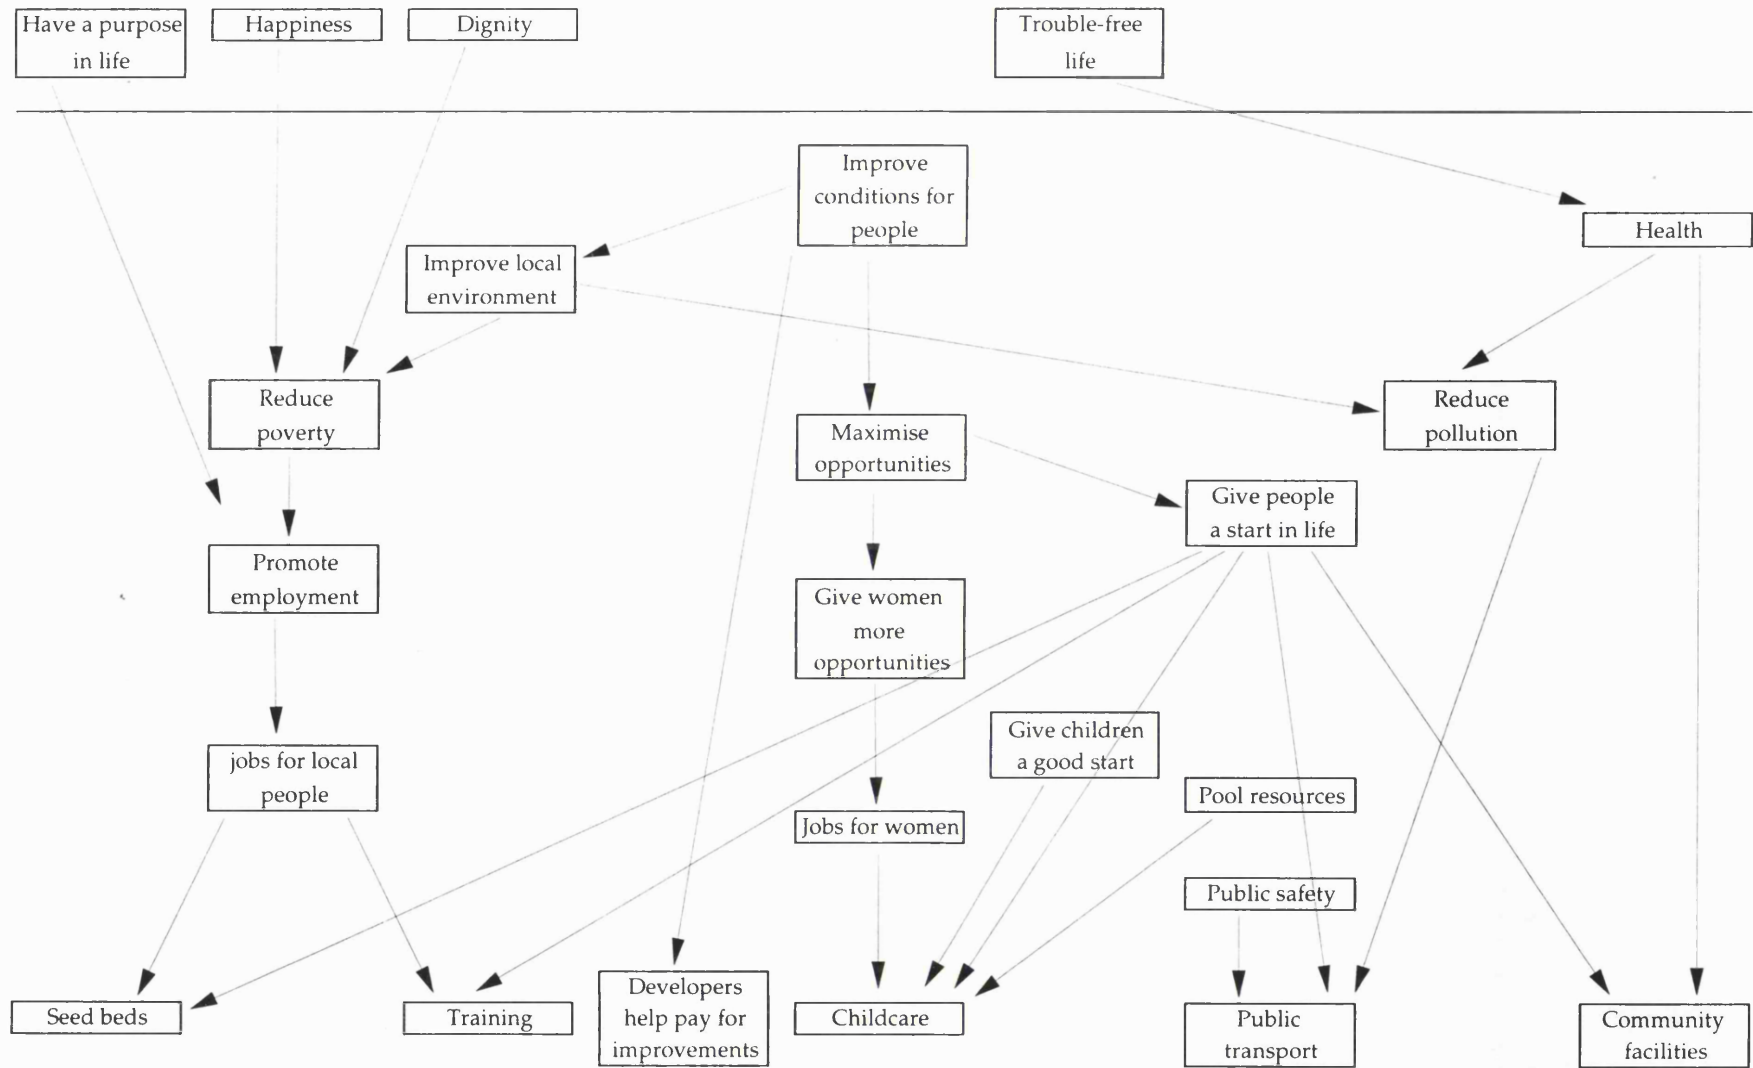 Have a purpose
in life
Happiness
Dignity
Trouble-free
life
Improve
conditions for
people
Health
Improve local
environment
Reduce
poverty
Reduce
pollution
Maximise
opportunities
Give people
a start in life
Promote
employment
Give women
more
opportunities
Give children
a good start
jobs for local
people
Pool resources
Jobs for women
Public safety
Seed beds
Training
Developers
help pay for
improvements
Childcare
Public
transport
Community
facilities